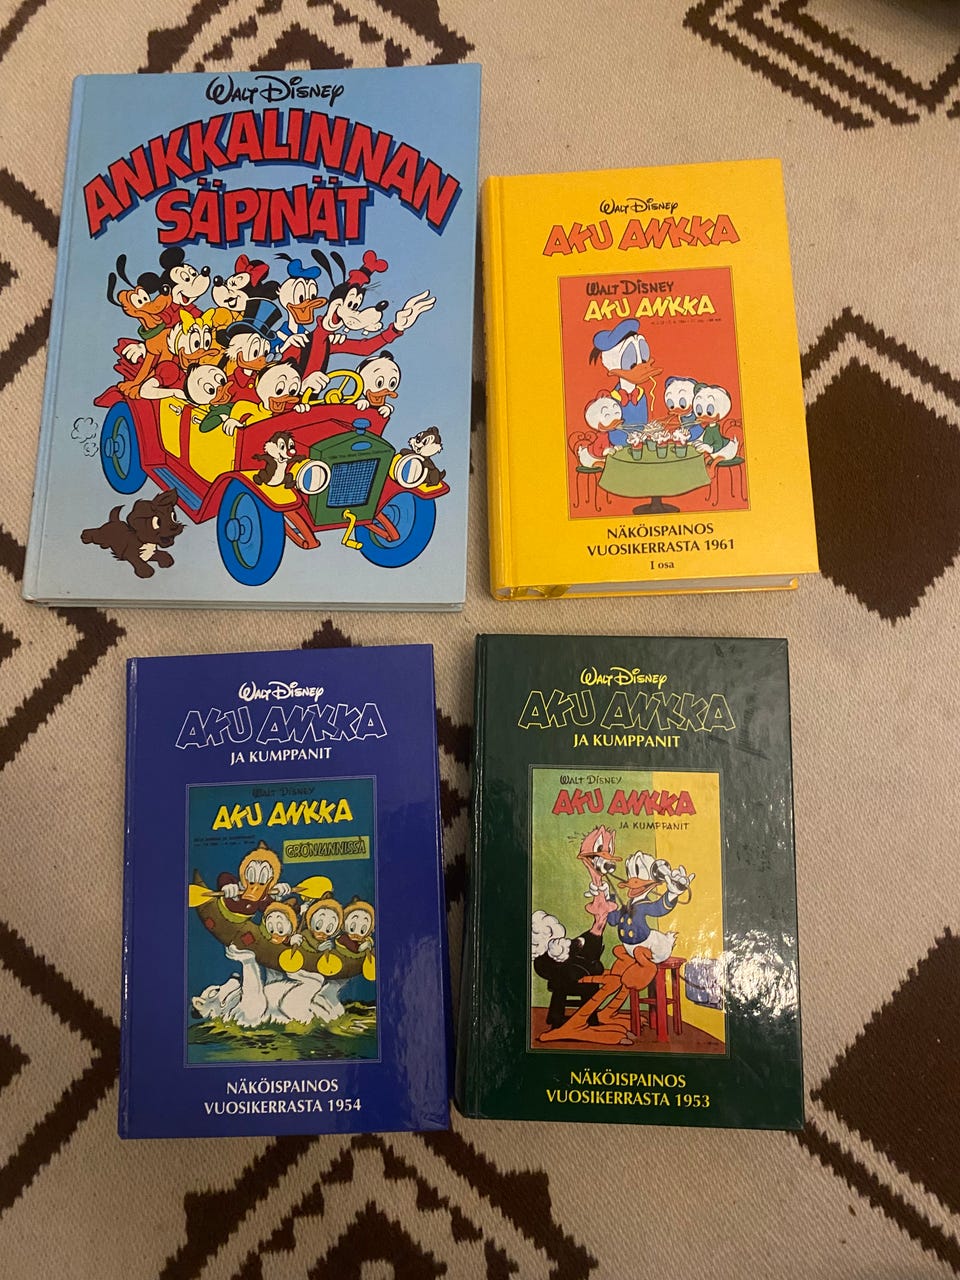 WALT DISNEY
ANKKALINNAN
SÄPINÄT
WALT DISNEY
AKU ANKKA
WALT DISNEY
AKU ANKKA
NÄKÖISPAINOS
VUOSIKERRASTA 1961
I osa
WALT DISNEY
AKU ANKKA
JA KUMPPANIT
WALT DISNEY
AKU ANKKA
GRÖNLANNISSA
NÄKÖISPAINOS
VUOSIKERRASTA 1954
WALT DISNEY
AKU ANKKA
JA KUMPPANIT
WALT DISNEY
AKU ANKKA
JA KUMPPANIT
NÄKÖISPAINOS
VUOSIKERRASTA 1953